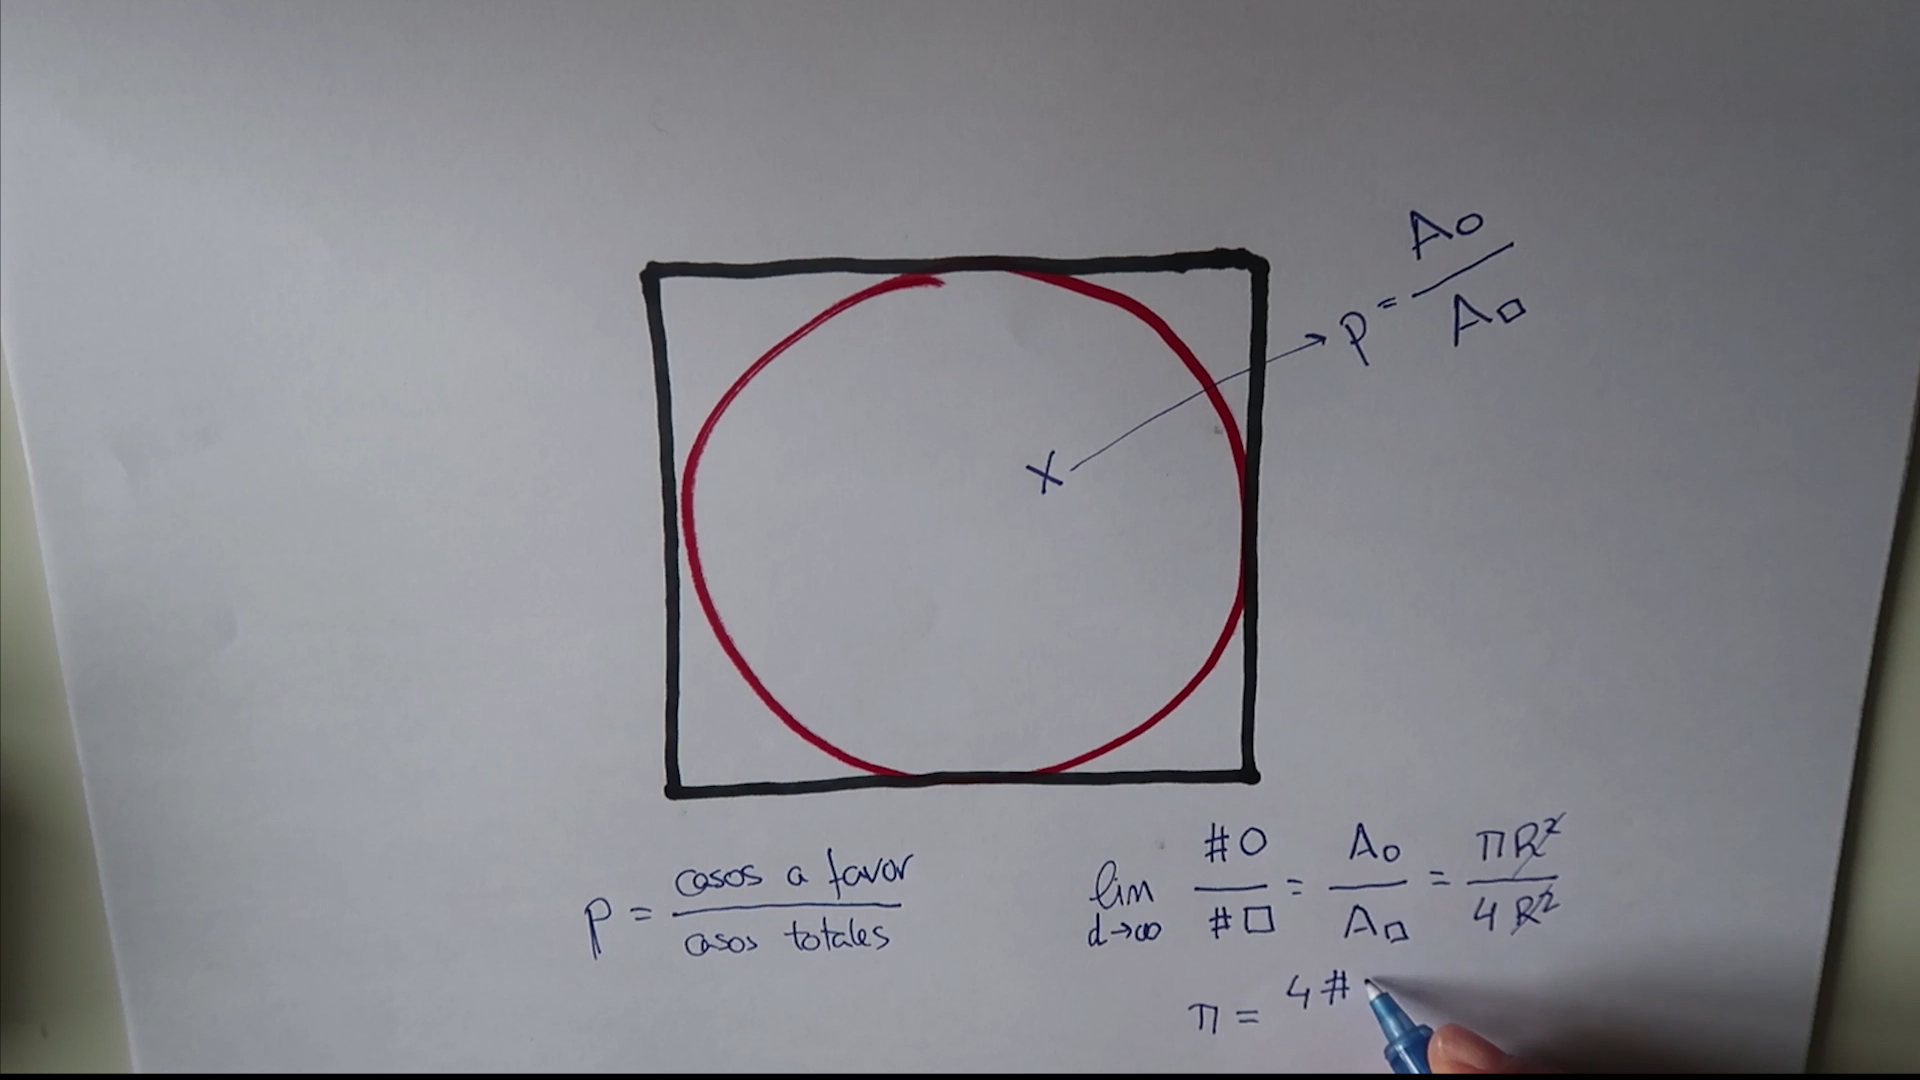 X → p = A○ / A□
p = casos a favor / casos totales
lim d→∞ #○ / #□ = A○ / A□ = πR² / 4R²
π = 4#